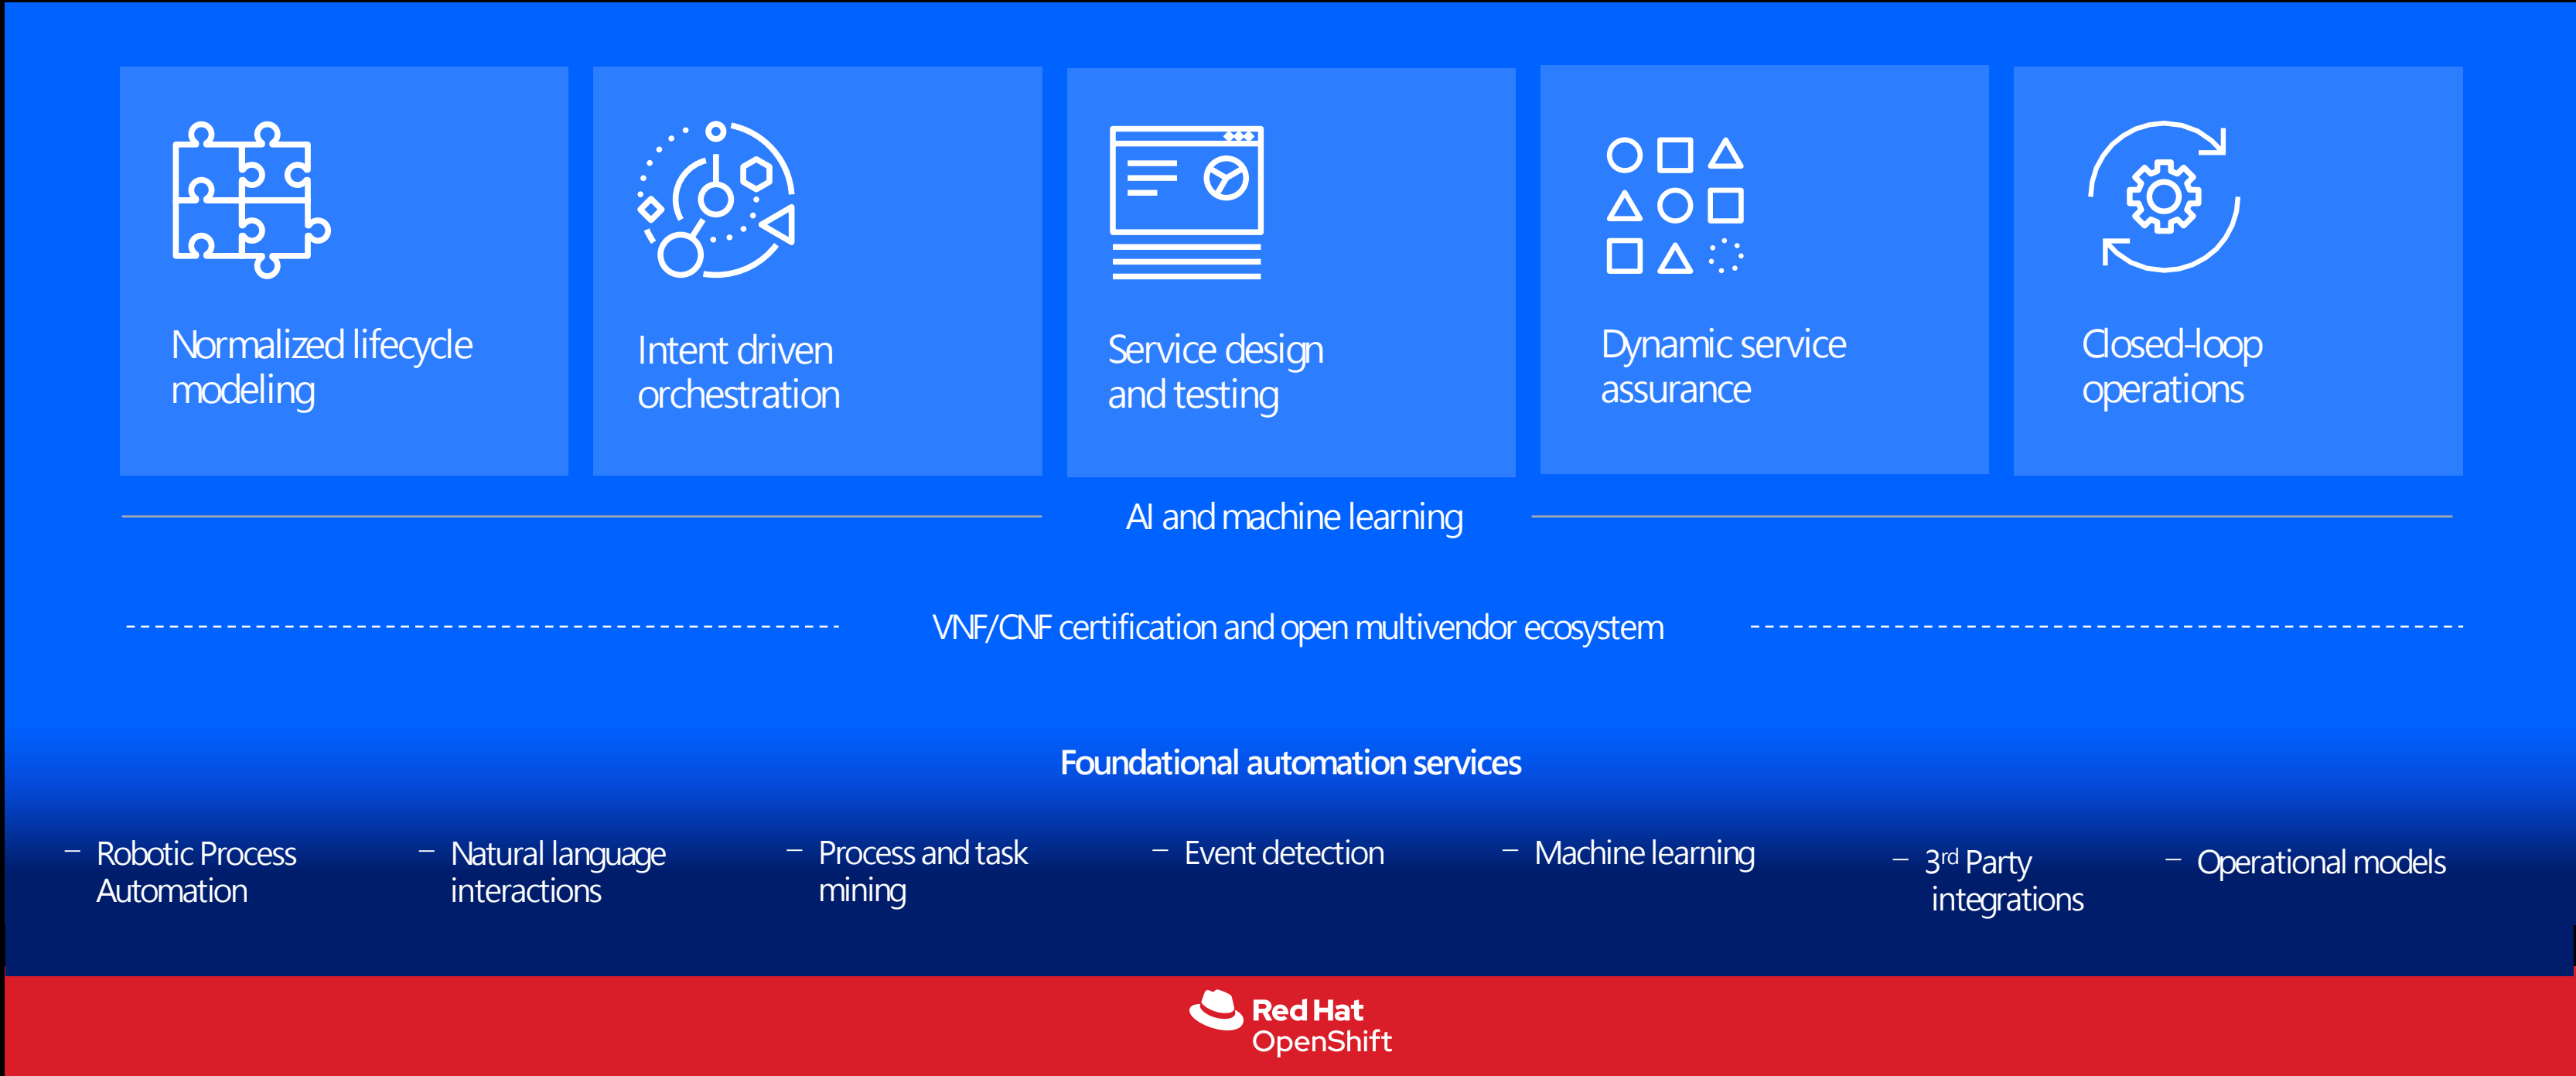 Normalized lifecycle
modeling
Intent driven
orchestration
Service design
and testing
Dynamic service
assurance
Closed-loop
operations
AI and machine learning
VNF/CNF certification and open multivendor ecosystem
Foundational automation services
– Robotic Process
Automation
– Natural language
interactions
– Process and task
mining
– Event detection
– Machine learning
– 3rd Party
integrations
– Operational models
Red Hat
OpenShift